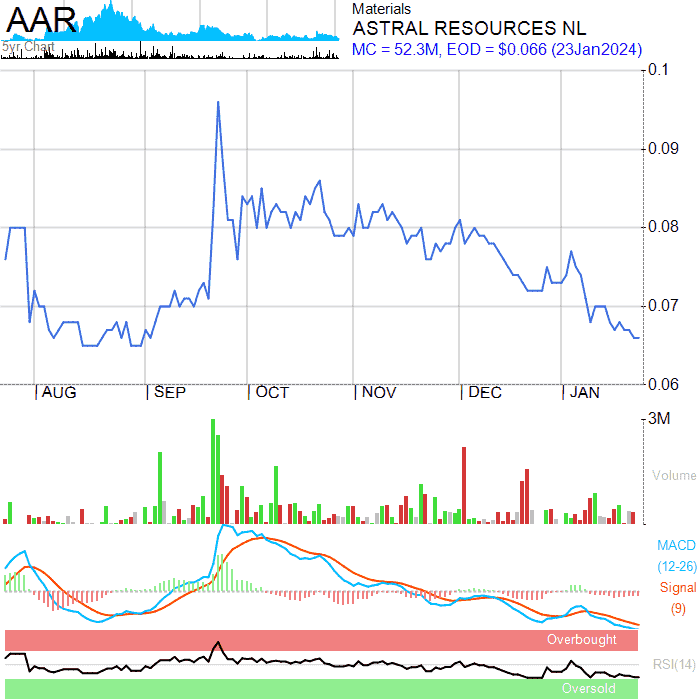 AAR
5yr Chart
Materials
ASTRAL RESOURCES NL
MC = 52.3M, EOD = $0.066 (23Jan2024)
0.1
0.09
0.08
0.07
0.06
AUG SEP OCT NOV DEC JAN
3M
Volume
MACD
(12-26)
Signal
(9)
Overbought
RSI(14)
Oversold